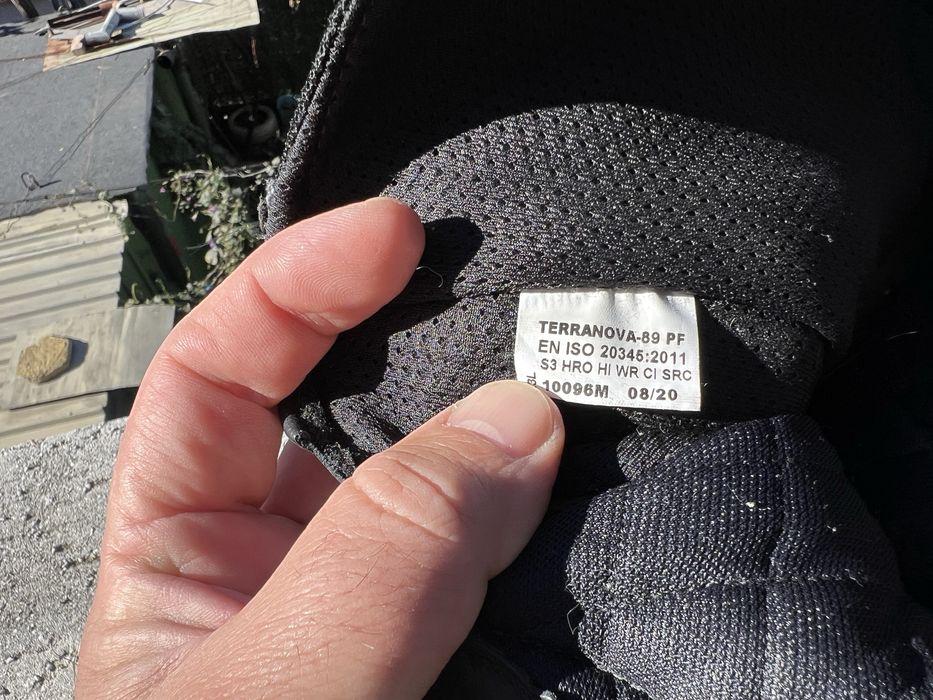 TERRANOVA-89 PF
EN ISO 20345:2011
S3 HRO HI WR CI SRC
10096M 08/20